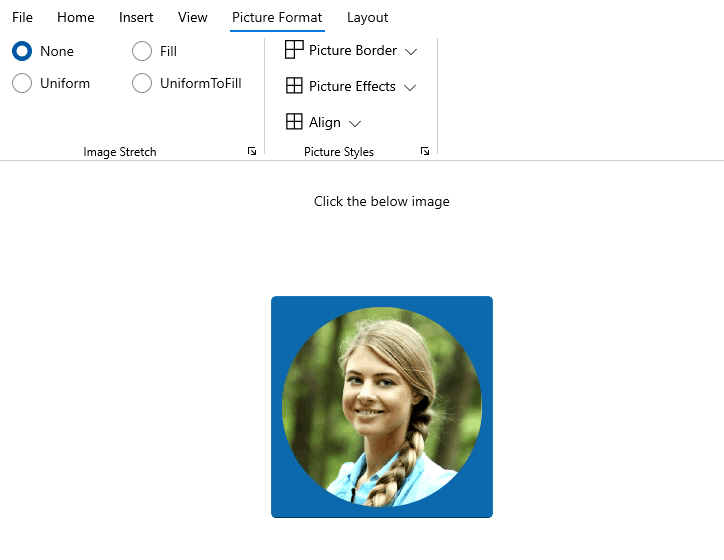 File Home Insert View Picture Format Layout
None Fill
Uniform UniformToFill
Image Stretch
Picture Border
Picture Effects
Align
Picture Styles
Click the below image